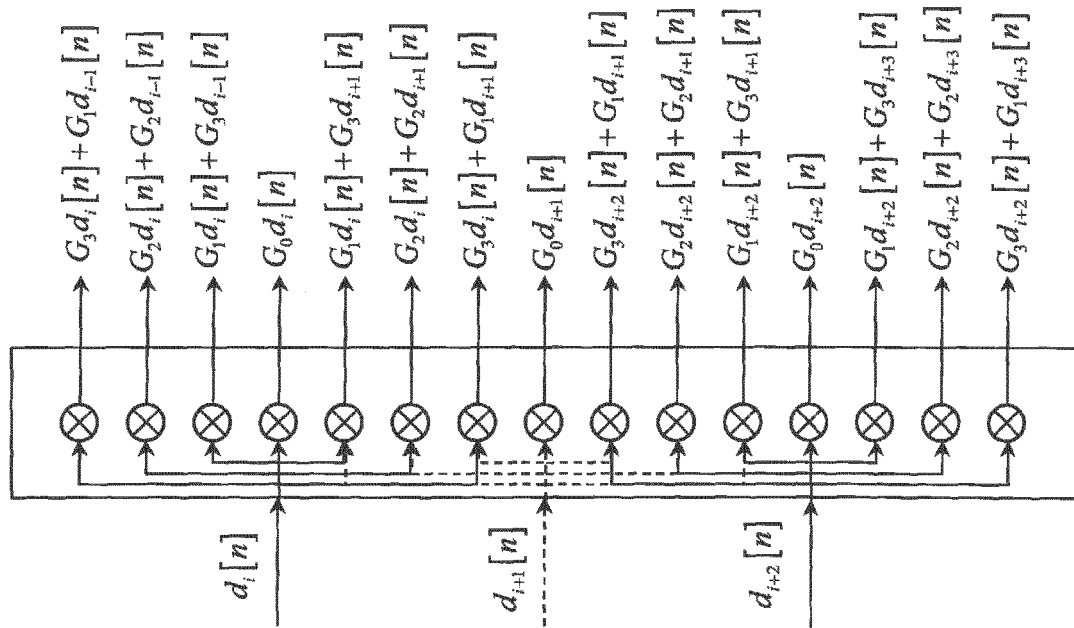 G₃dᵢ[n]+G₁dᵢ₋₁[n]
G₂dᵢ[n]+G₂dᵢ₋₁[n]
G₁dᵢ[n]+G₃dᵢ₋₁[n]
G₀dᵢ[n]
G₁dᵢ[n]+G₃dᵢ₊₁[n]
G₂dᵢ[n]+G₂dᵢ₊₁[n]
G₃dᵢ[n]+G₁dᵢ₊₁[n]
G₀dᵢ₊₁[n]
G₃dᵢ₊₂[n]+G₁dᵢ₊₁[n]
G₂dᵢ₊₂[n]+G₂dᵢ₊₁[n]
G₁dᵢ₊₂[n]+G₃dᵢ₊₁[n]
G₀dᵢ₊₂[n]
G₁dᵢ₊₂[n]+G₃dᵢ₊₃[n]
G₂dᵢ₊₂[n]+G₂dᵢ₊₃[n]
G₃dᵢ₊₂[n]+G₁dᵢ₊₃[n]
dᵢ[n]
dᵢ₊₁[n]
dᵢ₊₂[n]